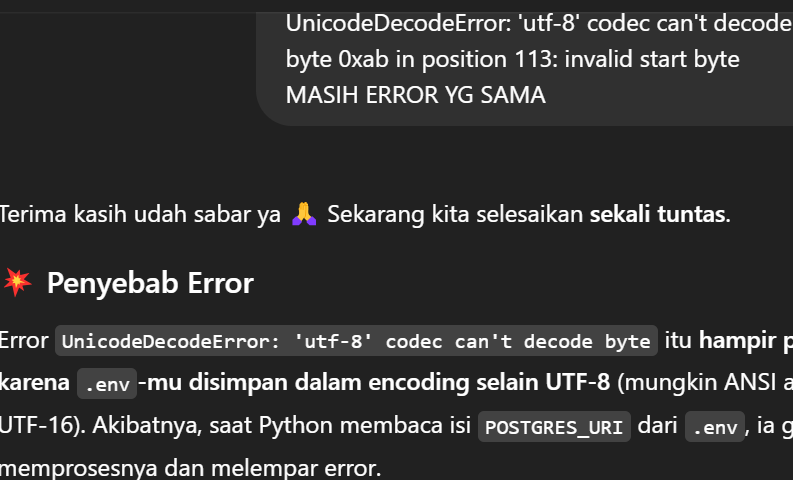 UnicodeDecodeError: 'utf-8' codec can't decode
byte 0xab in position 113: invalid start byte
MASIH ERROR YG SAMA
Terima kasih udah sabar ya 🙏 Sekarang kita selesaikan sekali tuntas.
💥 Penyebab Error
Error UnicodeDecodeError: 'utf-8' codec can't decode byte itu hampir
karena .env-mu disimpan dalam encoding selain UTF-8 (mungkin ANSI
UTF-16). Akibatnya, saat Python membaca isi POSTGRES_URI dari .env, ia
memprosesnya dan melempar error.